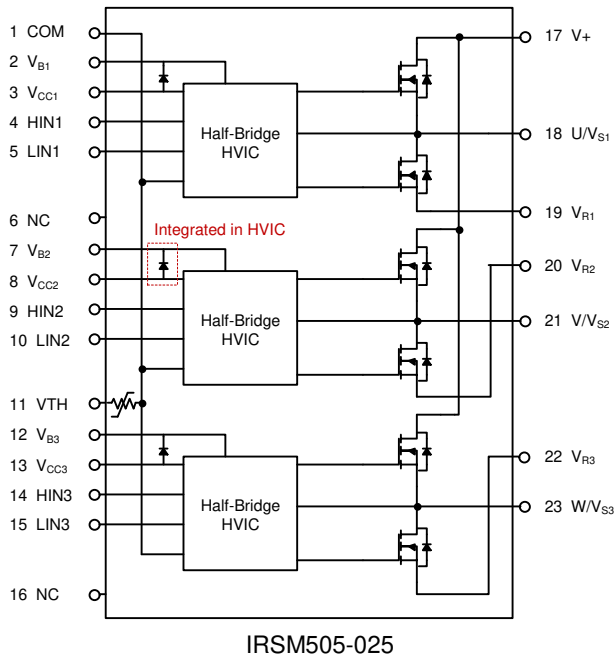 1 COM
2 VB1
3 VCC1
4 HIN1
5 LIN1
6 NC
7 VB2
8 VCC2
9 HIN2
10 LIN2
11 VTH
12 VB3
13 VCC3
14 HIN3
15 LIN3
16 NC
Half-Bridge
HVIC
Integrated in HVIC
Half-Bridge
HVIC
Half-Bridge
HVIC
17 V+
18 U/VS1
19 VR1
20 VR2
21 V/VS2
22 VR3
23 W/VS3
IRSM505-025